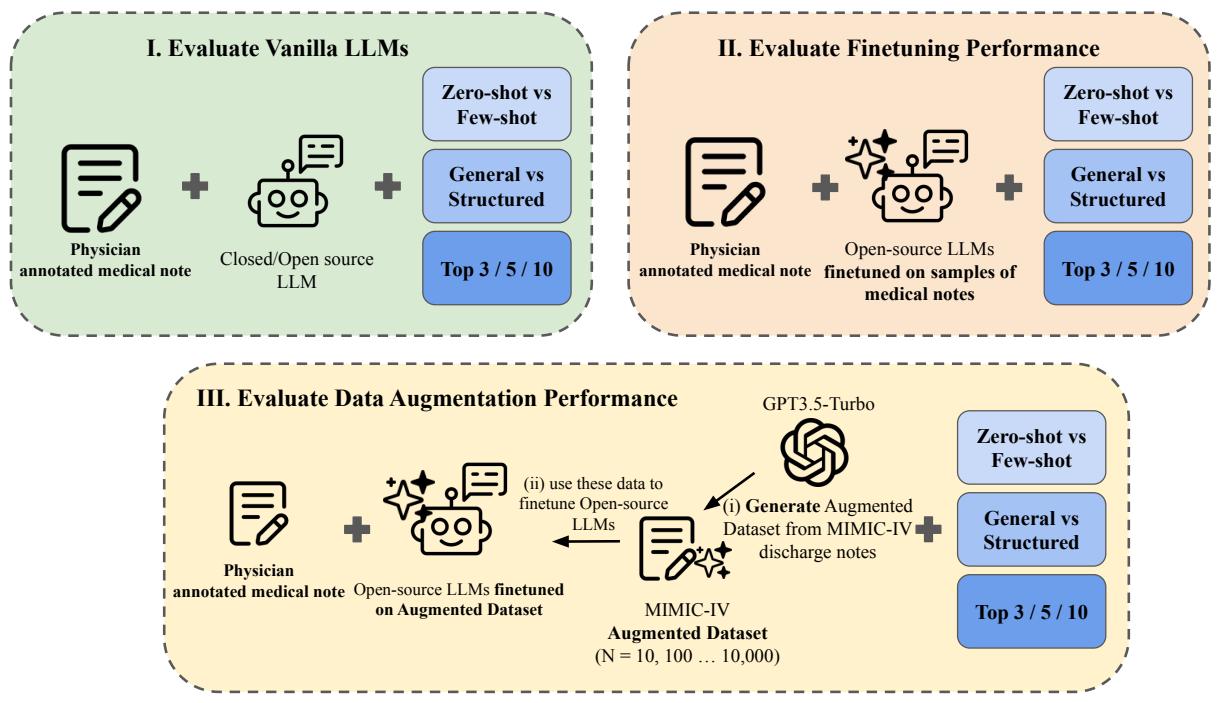 I. Evaluate Vanilla LLMs
Physician
annotated medical note
Closed/Open source
LLM
Zero-shot vs
Few-shot
General vs
Structured
Top 3 / 5 / 10
II. Evaluate Finetuning Performance
Physician
annotated medical note
Open-source LLMs
finetuned on samples of
medical notes
Zero-shot vs
Few-shot
General vs
Structured
Top 3 / 5 / 10
III. Evaluate Data Augmentation Performance
Physician
annotated medical note
Open-source LLMs finetuned
on Augmented Dataset
(ii) use these data to
finetune Open-source
LLMs
GPT3.5-Turbo
(i) Generate Augmented
Dataset from MIMIC-IV
discharge notes
MIMIC-IV
Augmented Dataset
(N = 10, 100 ... 10,000)
Zero-shot vs
Few-shot
General vs
Structured
Top 3 / 5 / 10